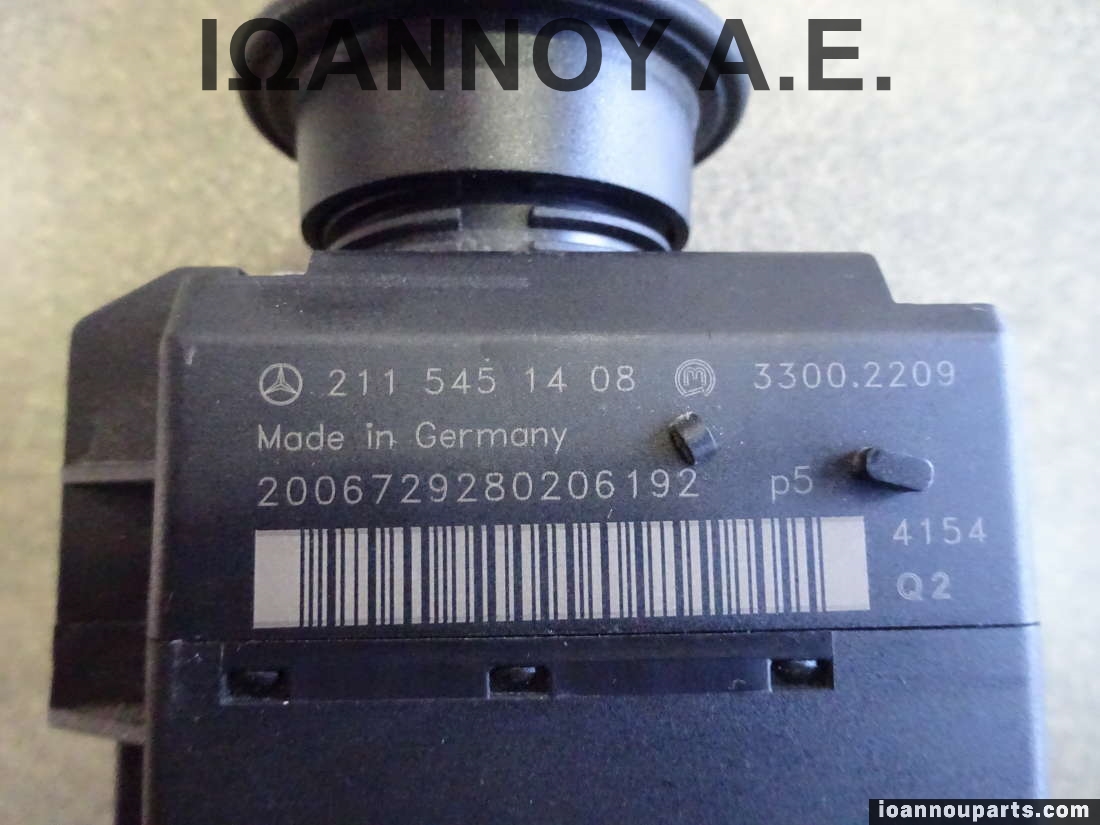 ΙΩΑΝΝΟΥ Α.Ε.
211 545 14 08 M 3300.2209
Made in Germany
2006729280206192 p5
4154
Q2
ioannouparts.com